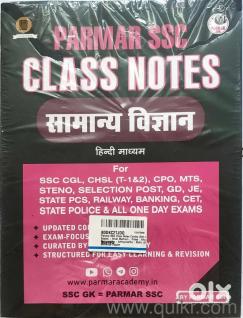 PARMAR SSC
CLASS NOTES
सामान्य विज्ञान
हिन्दी माध्यम
For
SSC CGL, CHSL (T-1&2), CPO, MTS,
STENO, SELECTION POST, GD, JE,
STATE PCS, RAILWAY, BANKING, CET,
STATE POLICE & ALL ONE DAY EXAMS
UPDATED
EXAM-FOCUS
CURATED BY
STRUCTURED FOR EASY LEARNING & REVISION
www.parmaracademy.in
SSC GK = PARMAR SSC
OLX
quikr.com